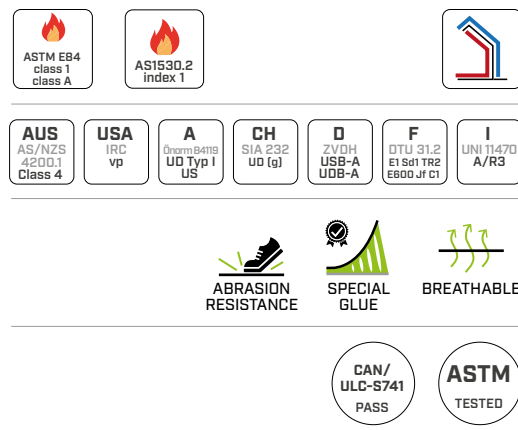 ASTM E84
class 1
class A
AS1530.2
index 1
AUS
AS/NZS
4200.1
Class 4
USA
IRC
vp
A
Önorm B4119
UD Typ I
US
CH
SIA 232
UD (g)
D
ZVDH
USB-A
UDB-A
F
DTU 31.2
E1 Sd1 TR2
E600 Jf C1
I
UNI 11470
A/R3
ABRASION
RESISTANCE
SPECIAL
GLUE
BREATHABLE
CAN/
ULC-S741
PASS
ASTM
TESTED